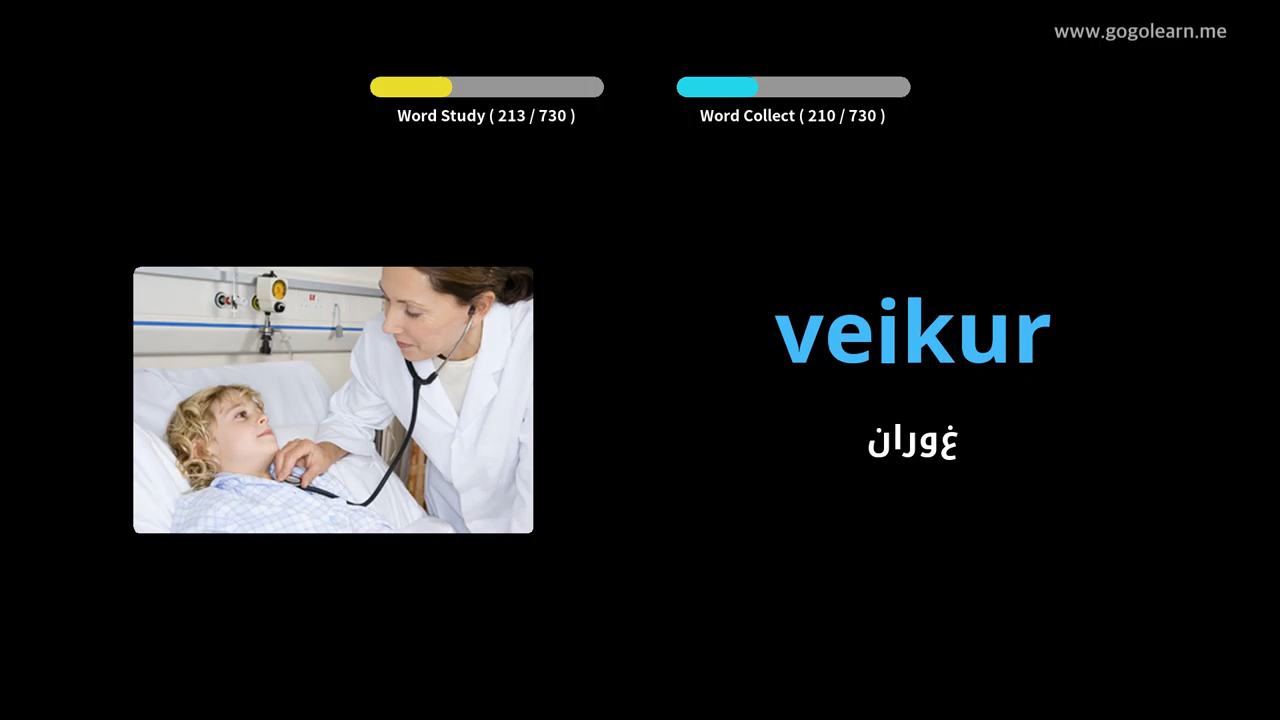 www.gogolearn.me
Word Study ( 213 / 730 )
Word Collect ( 210 / 730 )
veikur
غوران